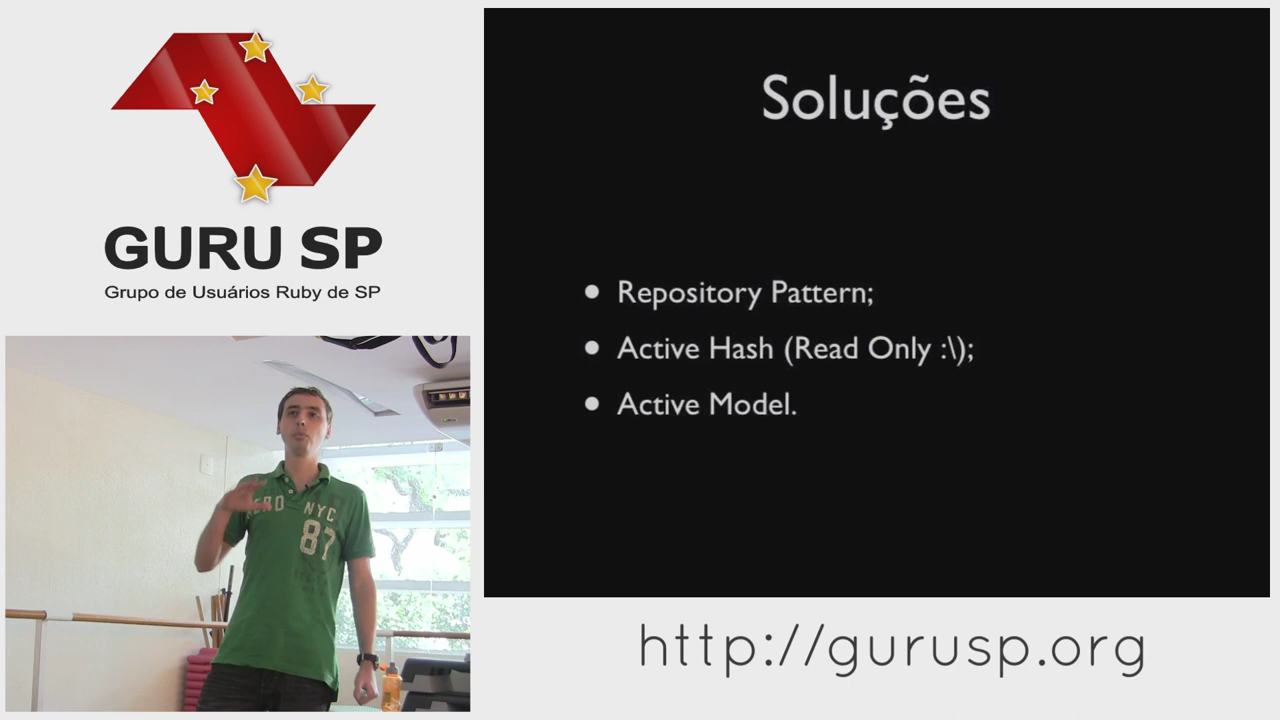 GURU SP
Grupo de Usuários Ruby de SP
AERO NYC
87
Soluções
• Repository Pattern;
• Active Hash (Read Only :\);
• Active Model.
http://gurusp.org